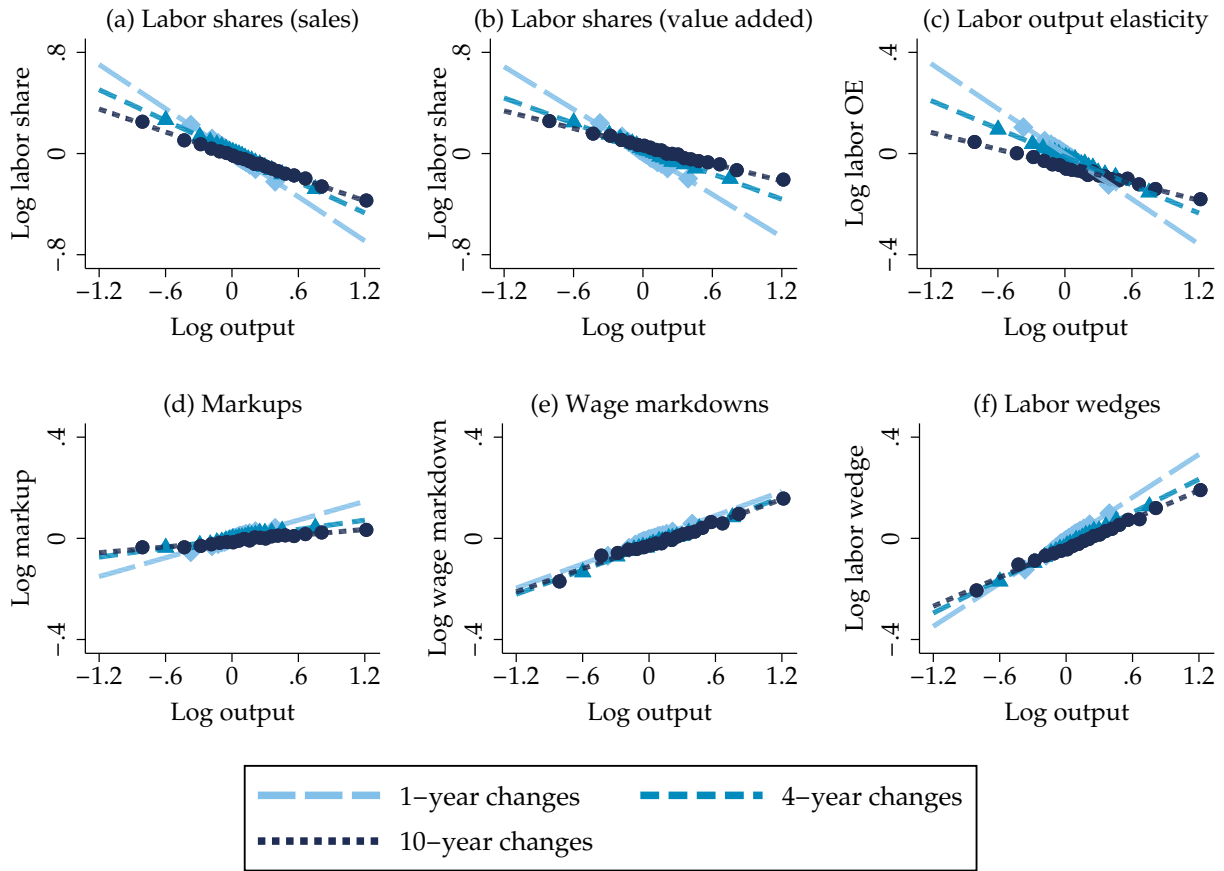 (a) Labor shares (sales)
Log labor share
.8
0
−.8
−1.2 −.6 0 .6 1.2
Log output
(b) Labor shares (value added)
Log labor share
.8
0
−.8
−1.2 −.6 0 .6 1.2
Log output
(c) Labor output elasticity
Log labor OE
.4
0
−.4
−1.2 −.6 0 .6 1.2
Log output
(d) Markups
Log markup
.4
0
−.4
−1.2 −.6 0 .6 1.2
Log output
(e) Wage markdowns
Log wage markdown
.4
0
−.4
−1.2 −.6 0 .6 1.2
Log output
(f) Labor wedges
Log labor wedge
.4
0
−.4
−1.2 −.6 0 .6 1.2
Log output
1−year changes
4−year changes
10−year changes